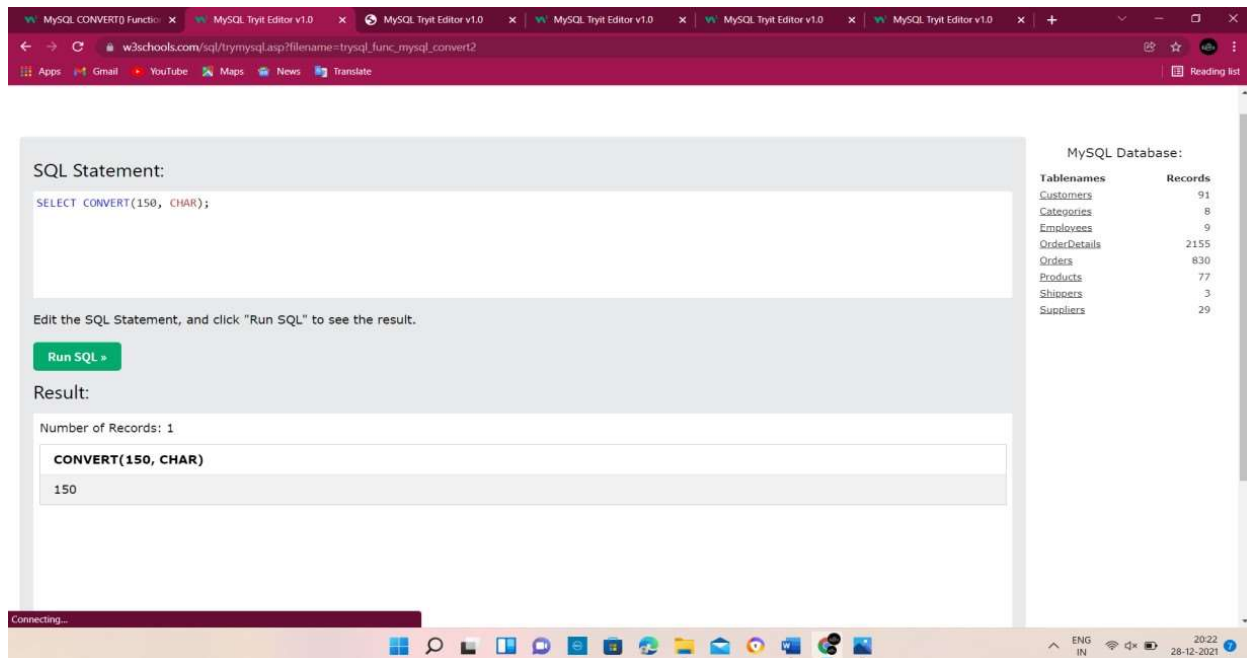 MySQL CONVERT() Function
MySQL Tryit Editor v1.0
MySQL Tryit Editor v1.0
MySQL Tryit Editor v1.0
MySQL Tryit Editor v1.0
MySQL Tryit Editor v1.0
w3schools.com/sql/trymysql.asp?filename=trysql_func_mysql_convert2
Apps Gmail YouTube Maps News Translate Reading list
SQL Statement:
SELECT CONVERT(150, CHAR);
Edit the SQL Statement, and click "Run SQL" to see the result.
Run SQL »
Result:
Number of Records: 1
CONVERT(150, CHAR)
150
MySQL Database:
Tablenames Records
Customers 91
Categories 8
Employees 9
OrderDetails 2155
Orders 830
Products 77
Shippers 3
Suppliers 29
Connecting...
ENG
IN
20:22
28-12-2021
7